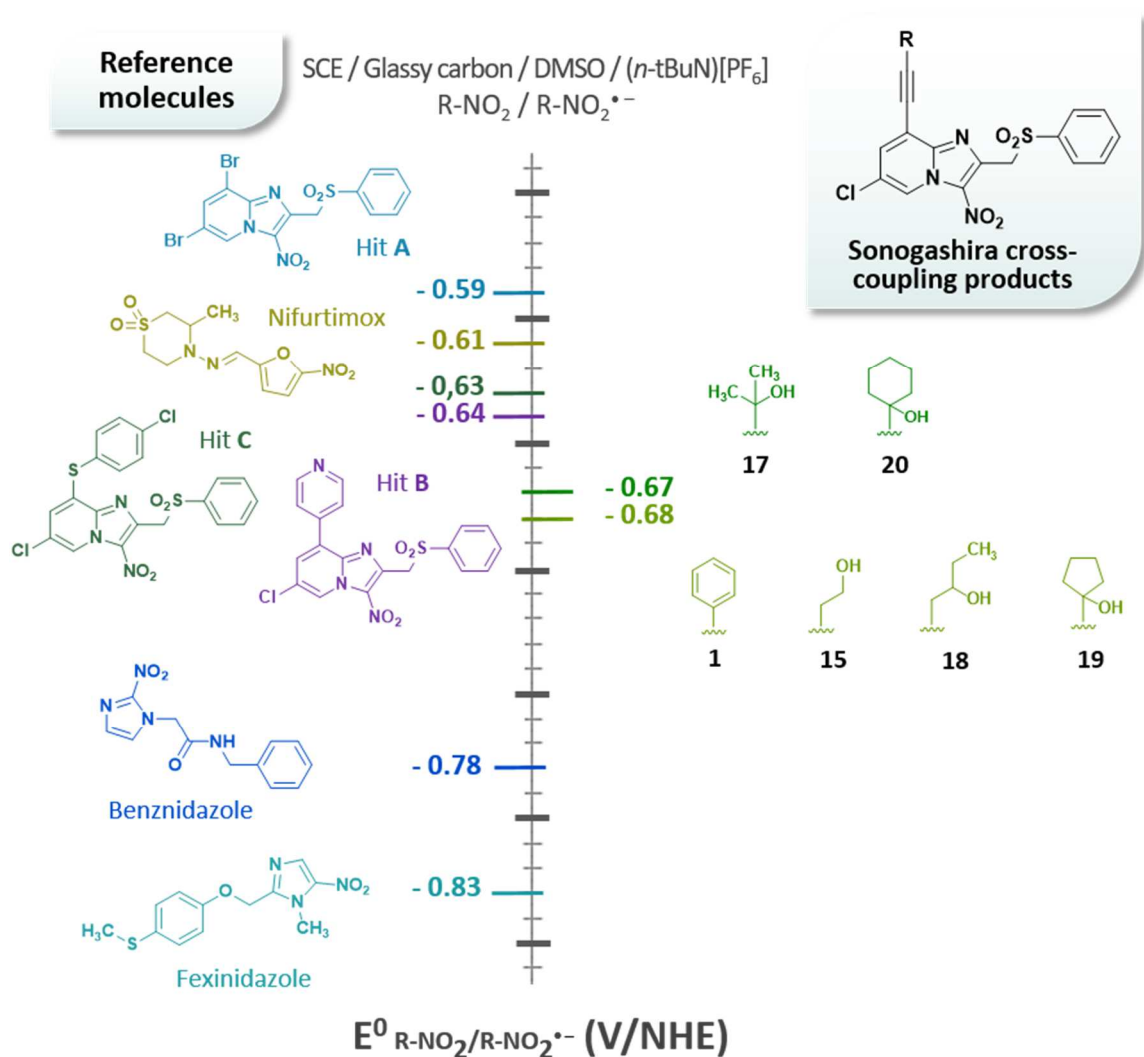 Reference
molecules
SCE / Glassy carbon / DMSO / (n-tBuN)[PF₆]
R-NO₂ / R-NO₂•⁻
R
N
O₂S
N
Cl
NO₂
Sonogashira cross-
coupling products
Br
N
O₂S
N
Br
NO₂
Hit A
- 0.59
O
O=S
CH₃
N
N
O
NO₂
Nifurtimox
- 0.61
- 0,63
- 0.64
Cl
S
N
O₂S
N
Cl
NO₂
Hit C
N
N
O₂S
N
Cl
NO₂
Hit B
CH₃
H₃C
OH
17
OH
20
- 0.67
- 0.68
1
OH
15
CH₃
OH
18
OH
19
NO₂
N
N
NH
O
Benznidazole
- 0.78
N
O
NO₂
N
CH₃
H₃C
S
Fexinidazole
- 0.83
E⁰ R-NO₂/R-NO₂•⁻ (V/NHE)